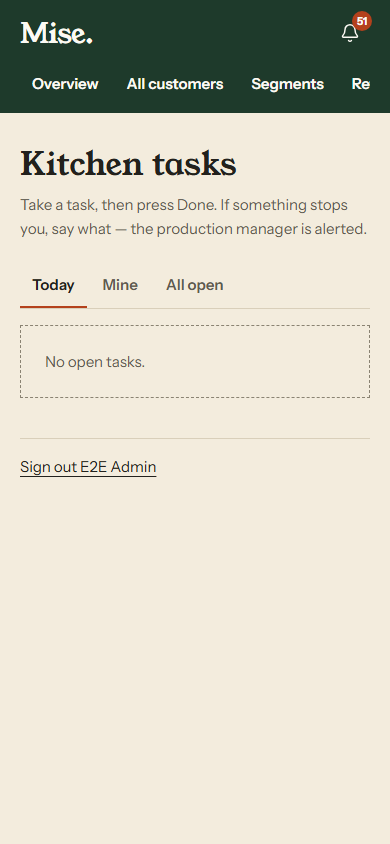 Mise.
51
Overview All customers Segments Re
Kitchen tasks
Take a task, then press Done. If something stops
you, say what — the production manager is alerted.
Today Mine All open
No open tasks.
Sign out E2E Admin